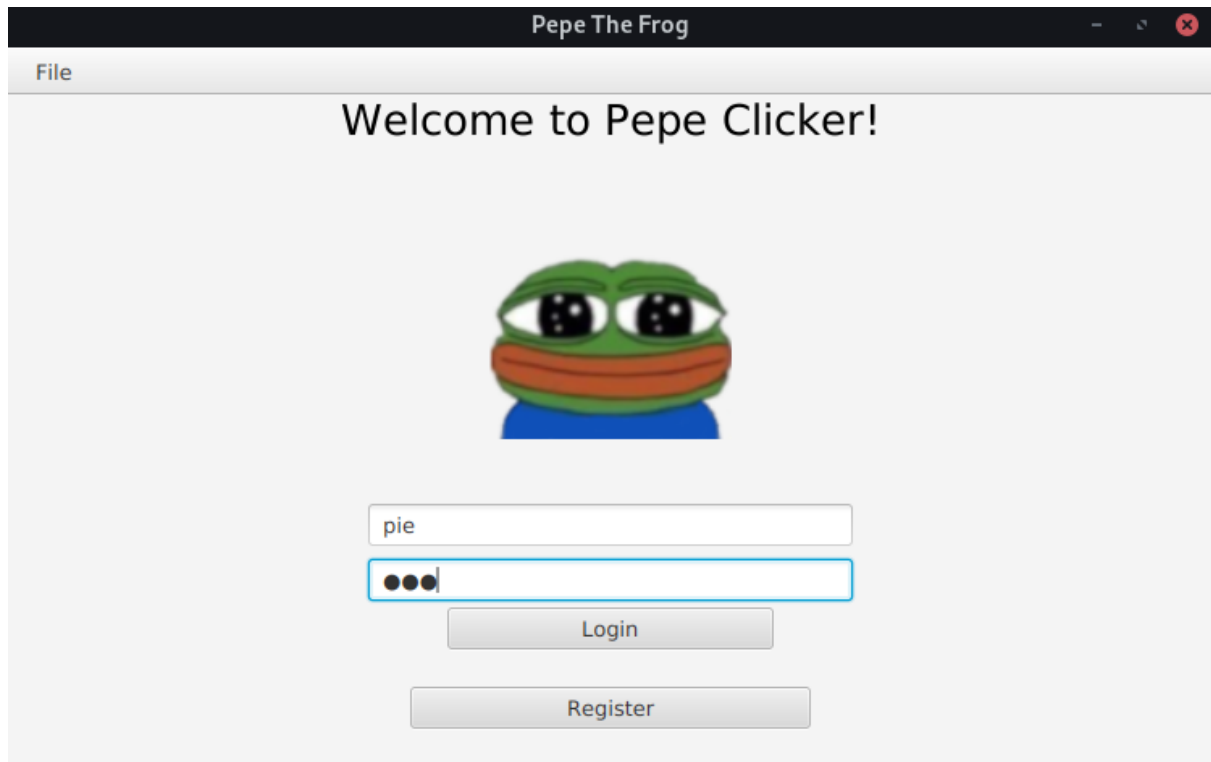 Pepe The Frog
File
Welcome to Pepe Clicker!
pie
●●●
Login
Register